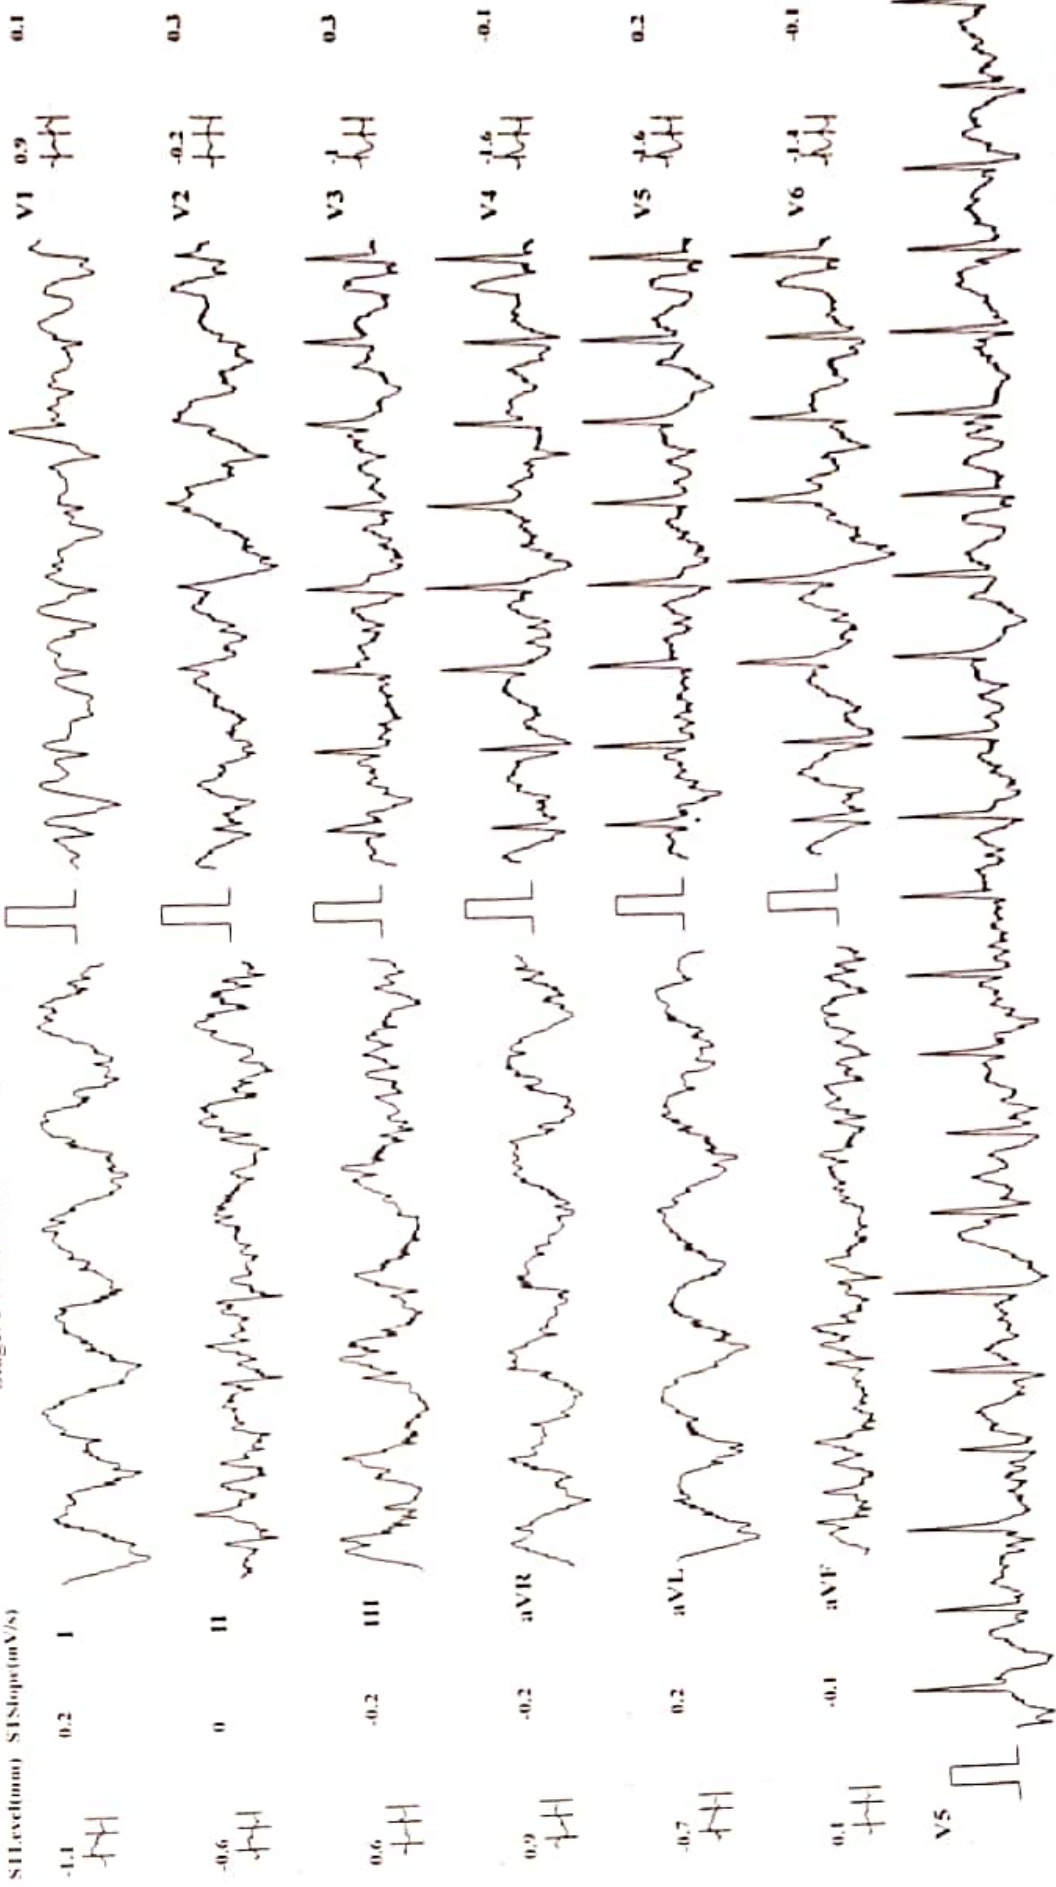 STLevel(mm) STSlope(mV/s)
-1.1 0.2 I
-0.6 0 II
0.6 -0.2 III
0.9 -0.2 aVR
-0.7 0.2 aVL
0.1 -0.1 aVF
V5
V1 0.9 0.1
V2 -0.2 0.3
V3 -1 0.3
V4 -1.6 -0.1
V5 -1.6 0.2
V6 -1.4 -0.1